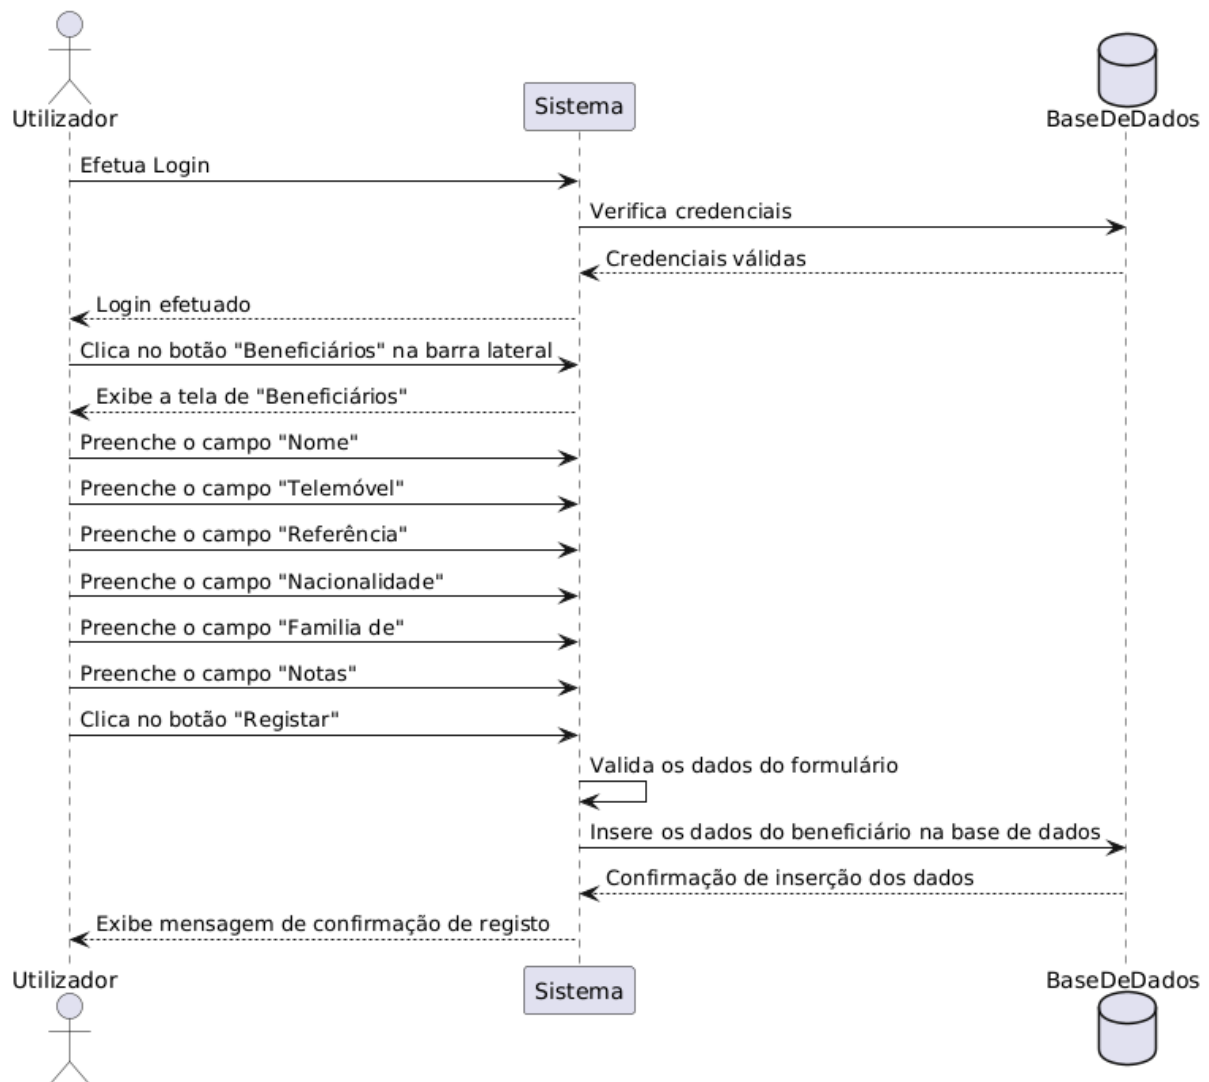 Utilizador
Sistema
BaseDeDados
Efetua Login
Verifica credenciais
Credenciais válidas
Login efetuado
Clica no botão "Beneficiários" na barra lateral
Exibe a tela de "Beneficiários"
Preenche o campo "Nome"
Preenche o campo "Telemóvel"
Preenche o campo "Referência"
Preenche o campo "Nacionalidade"
Preenche o campo "Familia de"
Preenche o campo "Notas"
Clica no botão "Registar"
Valida os dados do formulário
Insere os dados do beneficiário na base de dados
Confirmação de inserção dos dados
Exibe mensagem de confirmação de registo
Utilizador
Sistema
BaseDeDados